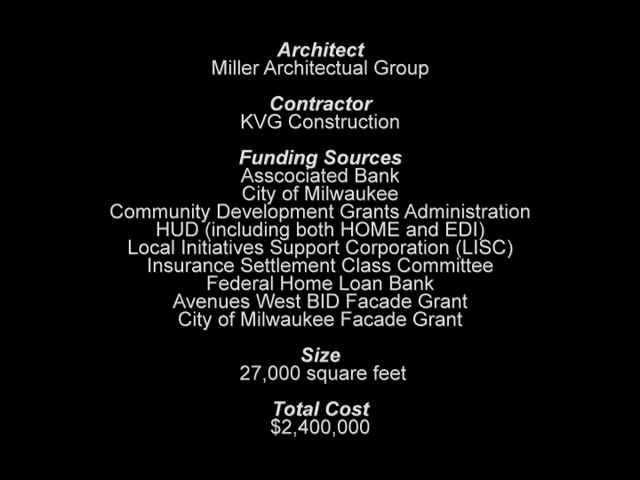 Architect
Miller Architectual Group
Contractor
KVG Construction
Funding Sources
Asscociated Bank
City of Milwaukee
Community Development Grants Administration
HUD (including both HOME and EDI)
Local Initiatives Support Corporation (LISC)
Insurance Settlement Class Committee
Federal Home Loan Bank
Avenues West BID Facade Grant
City of Milwaukee Facade Grant
Size
27,000 square feet
Total Cost
$2,400,000